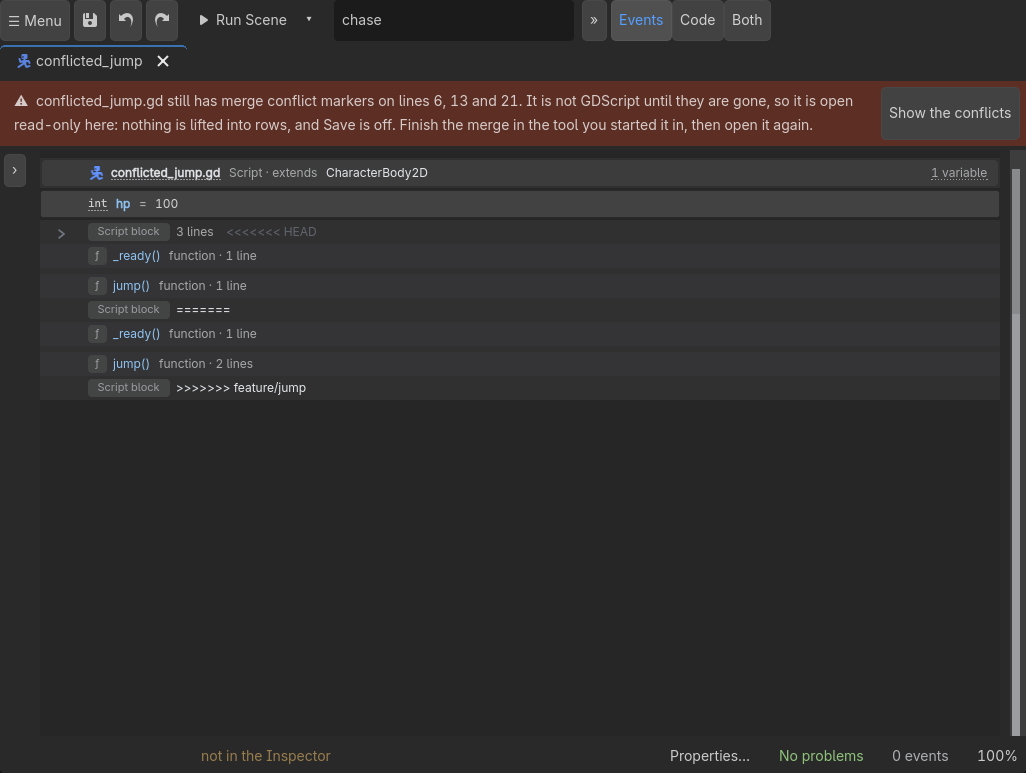 ☰ Menu Run Scene ▾ chase » Events Code Both
conflicted_jump ✕
⚠ conflicted_jump.gd still has merge conflict markers on lines 6, 13 and 21. It is not GDScript until they are gone, so it is open
read-only here: nothing is lifted into rows, and Save is off. Finish the merge in the tool you started it in, then open it again.
Show the conflicts
›
conflicted_jump.gd Script · extends CharacterBody2D 1 variable
int hp = 100
Script block 3 lines <<<<<<< HEAD
ƒ _ready() function · 1 line
ƒ jump() function · 1 line
Script block =======
ƒ _ready() function · 1 line
ƒ jump() function · 2 lines
Script block >>>>>>> feature/jump
not in the Inspector Properties... No problems 0 events 100%